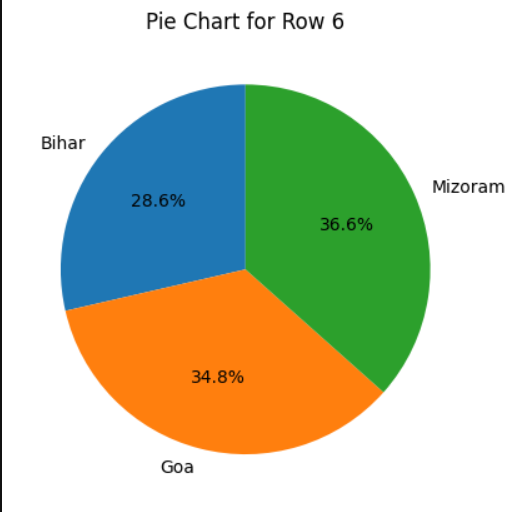 Pie Chart for Row 6
Bihar
28.6%
Mizoram
36.6%
34.8%
Goa